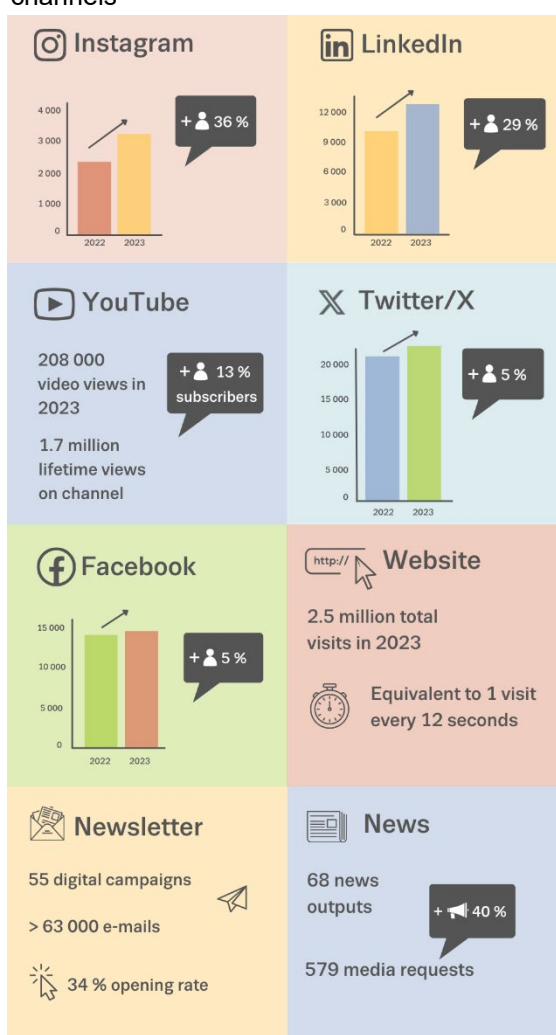 channels
Instagram
4 000
3 000
2 000
1 000
0
2022 2023
+ 36 %
LinkedIn
12 000
9 000
6 000
3 000
0
2022 2023
+ 29 %
YouTube
208 000
video views in
2023
1.7 million
lifetime views
on channel
+ 13 %
subscribers
Twitter/X
20 000
15 000
10 000
5 000
0
2022 2023
+ 5 %
Facebook
15 000
10 000
5 000
0
2022 2023
+ 5 %
http://
Website
2.5 million total
visits in 2023
Equivalent to 1 visit
every 12 seconds
Newsletter
55 digital campaigns
> 63 000 e-mails
34 % opening rate
News
68 news
outputs
+ 40 %
579 media requests